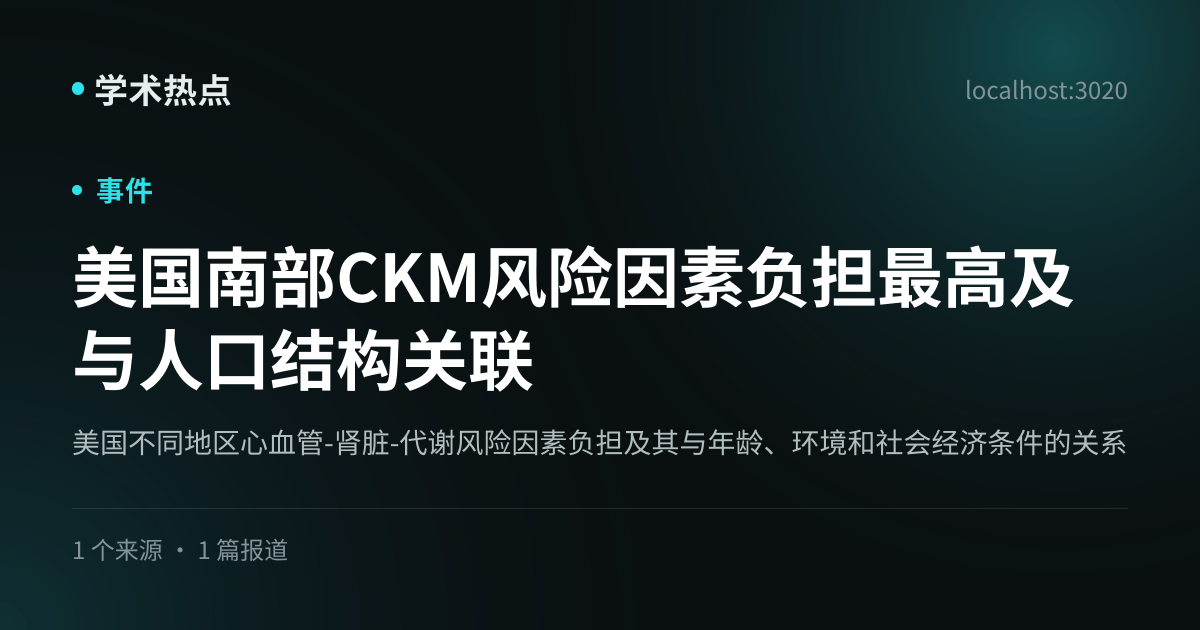 学术热点
localhost:3020
事件
美国南部CKM风险因素负担最高及
与人口结构关联
美国不同地区心血管-肾脏-代谢风险因素负担及其与年龄、环境和社会经济条件的关系
1 个来源 · 1 篇报道